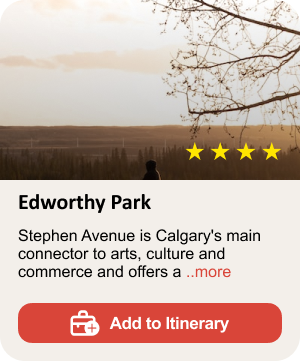 Edworthy Park
Stephen Avenue is Calgary's main
connector to arts, culture and
commerce and offers a ..more
Add to Itinerary